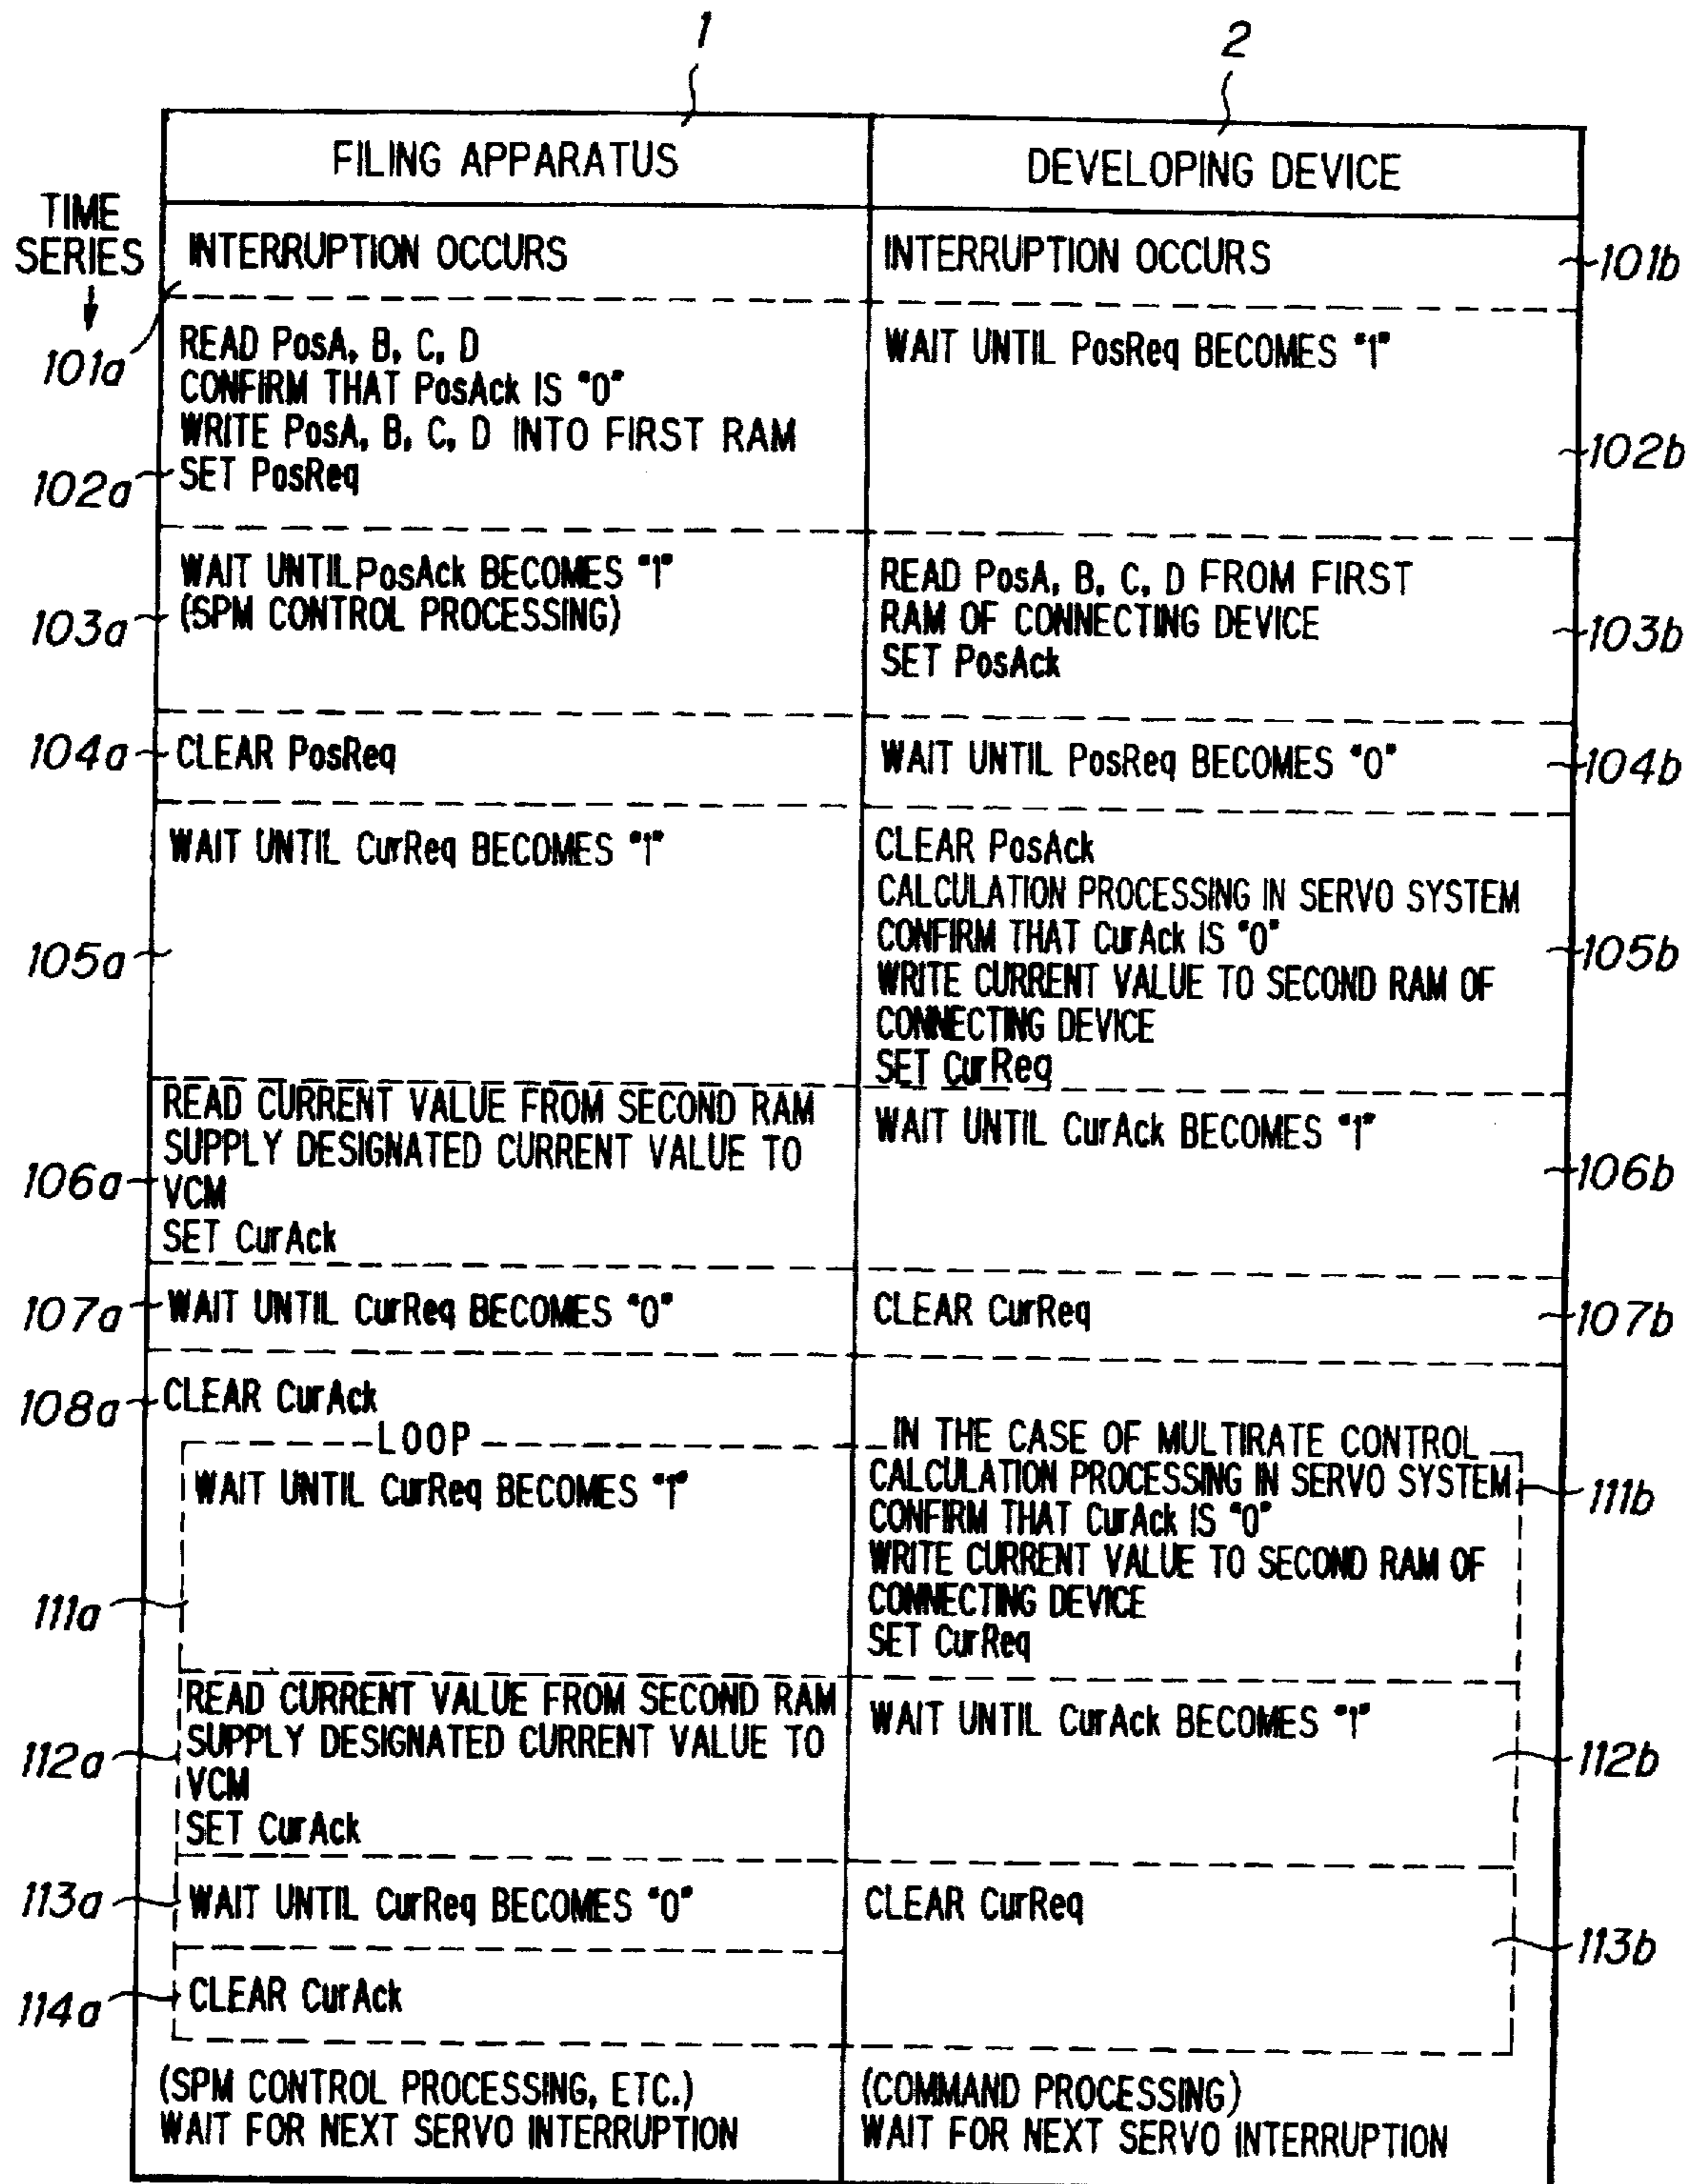 1
2
FILING APPARATUS
DEVELOPING DEVICE
TIME
SERIES
INTERRUPTION OCCURS
INTERRUPTION OCCURS
101b
101a
READ PosA, B, C, D
CONFIRM THAT PosAck IS "0"
WRITE PosA, B, C, D INTO FIRST RAM
102a
SET PosReq
WAIT UNTIL PosReq BECOMES "1"
102b
WAIT UNTIL PosAck BECOMES "1"
103a
(SPM CONTROL PROCESSING)
READ PosA, B, C, D FROM FIRST
RAM OF CONNECTING DEVICE
SET PosAck
103b
104a
CLEAR PosReq
WAIT UNTIL PosReq BECOMES "0"
104b
WAIT UNTIL CurReq BECOMES "1"
105a
CLEAR PosAck
CALCULATION PROCESSING IN SERVO SYSTEM
CONFIRM THAT CurAck IS "0"
WRITE CURRENT VALUE TO SECOND RAM OF
CONNECTING DEVICE
SET CurReq
105b
READ CURRENT VALUE FROM SECOND RAM
SUPPLY DESIGNATED CURRENT VALUE TO
106a
VCM
SET CurAck
WAIT UNTIL CurAck BECOMES "1"
106b
107a
WAIT UNTIL CurReq BECOMES "0"
CLEAR CurReq
107b
108a
CLEAR CurAck
LOOP
IN THE CASE OF MULTIRATE CONTROL
WAIT UNTIL CurReq BECOMES "1"
111a
CALCULATION PROCESSING IN SERVO SYSTEM
CONFIRM THAT CurAck IS "0"
WRITE CURRENT VALUE TO SECOND RAM OF
CONNECTING DEVICE
SET CurReq
111b
READ CURRENT VALUE FROM SECOND RAM
SUPPLY DESIGNATED CURRENT VALUE TO
112a
VCM
SET CurAck
WAIT UNTIL CurAck BECOMES "1"
112b
113a
WAIT UNTIL CurReq BECOMES "0"
CLEAR CurReq
113b
114a
CLEAR CurAck
(SPM CONTROL PROCESSING, ETC.)
WAIT FOR NEXT SERVO INTERRUPTION
(COMMAND PROCESSING)
WAIT FOR NEXT SERVO INTERRUPTION